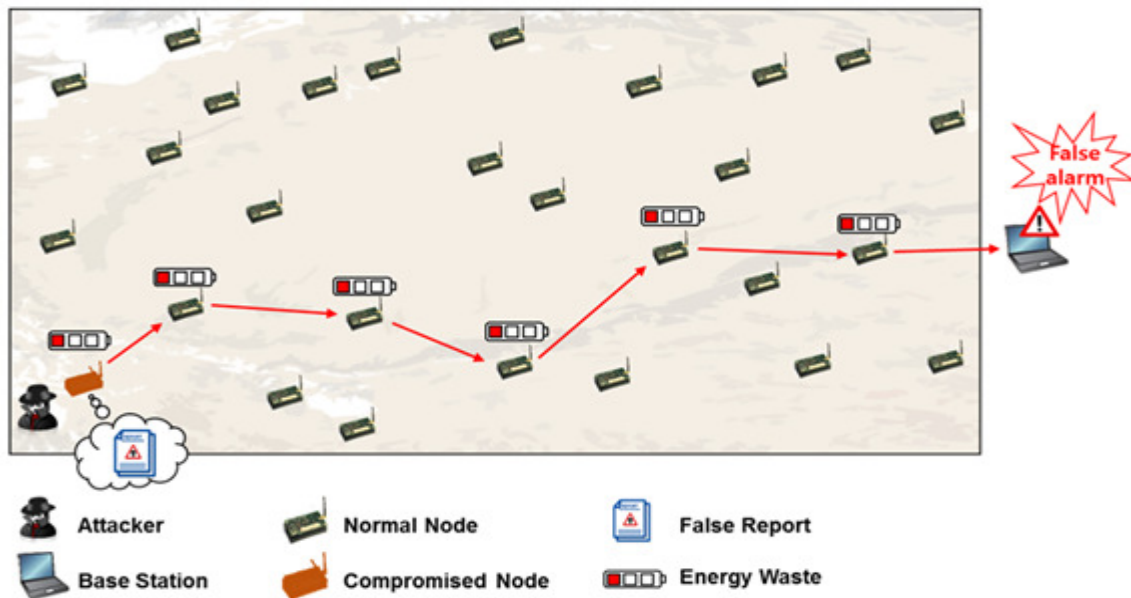 False
alarm
Attacker
Normal Node
False Report
Base Station
Compromised Node
Energy Waste